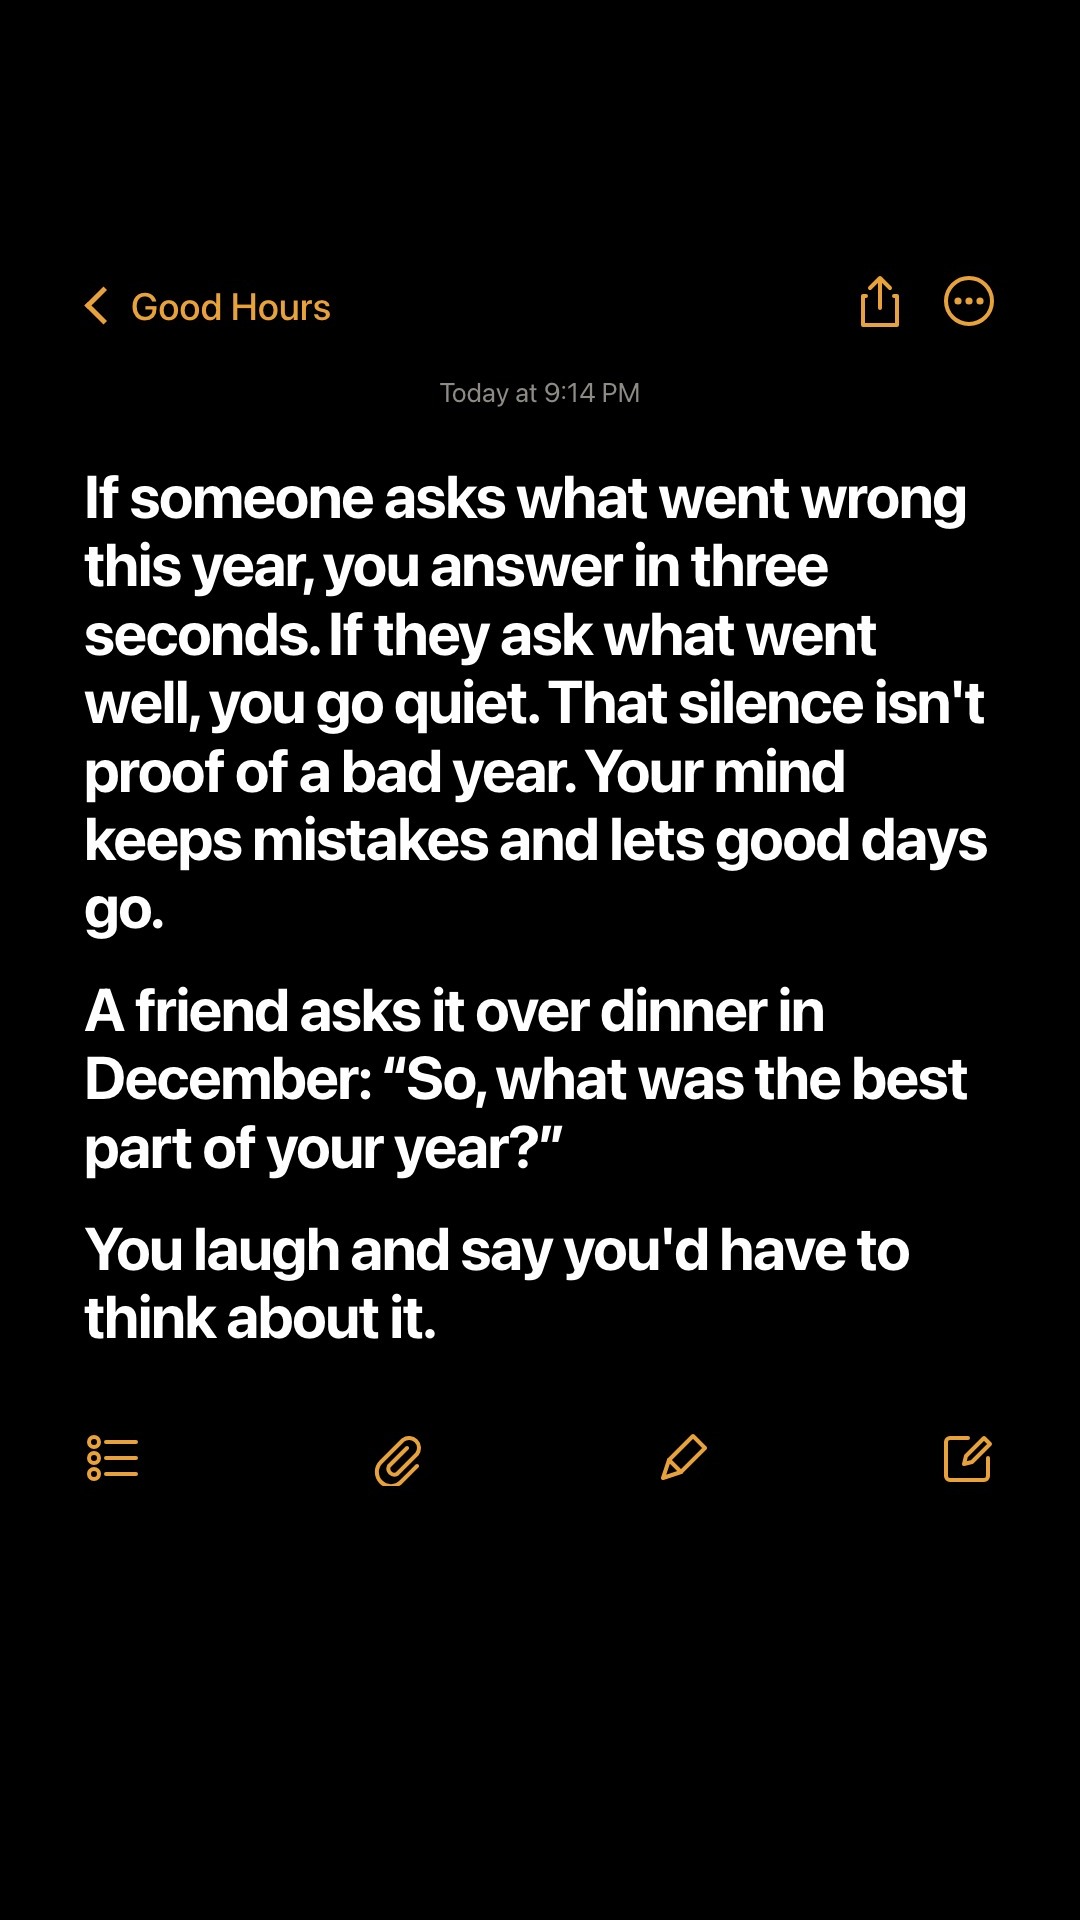 Good Hours
Today at 9:14 PM
If someone asks what went wrong
this year, you answer in three
seconds. If they ask what went
well, you go quiet. That silence isn't
proof of a bad year. Your mind
keeps mistakes and lets good days
go.
A friend asks it over dinner in
December: “So, what was the best
part of your year?”
You laugh and say you'd have to
think about it.